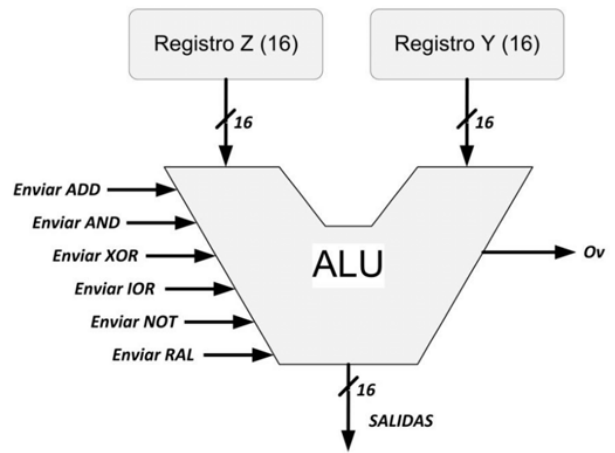 Registro Z (16)
Registro Y (16)
16
16
Enviar ADD
Enviar AND
Enviar XOR
Enviar IOR
Enviar NOT
Enviar RAL
ALU
Ov
16
SALIDAS